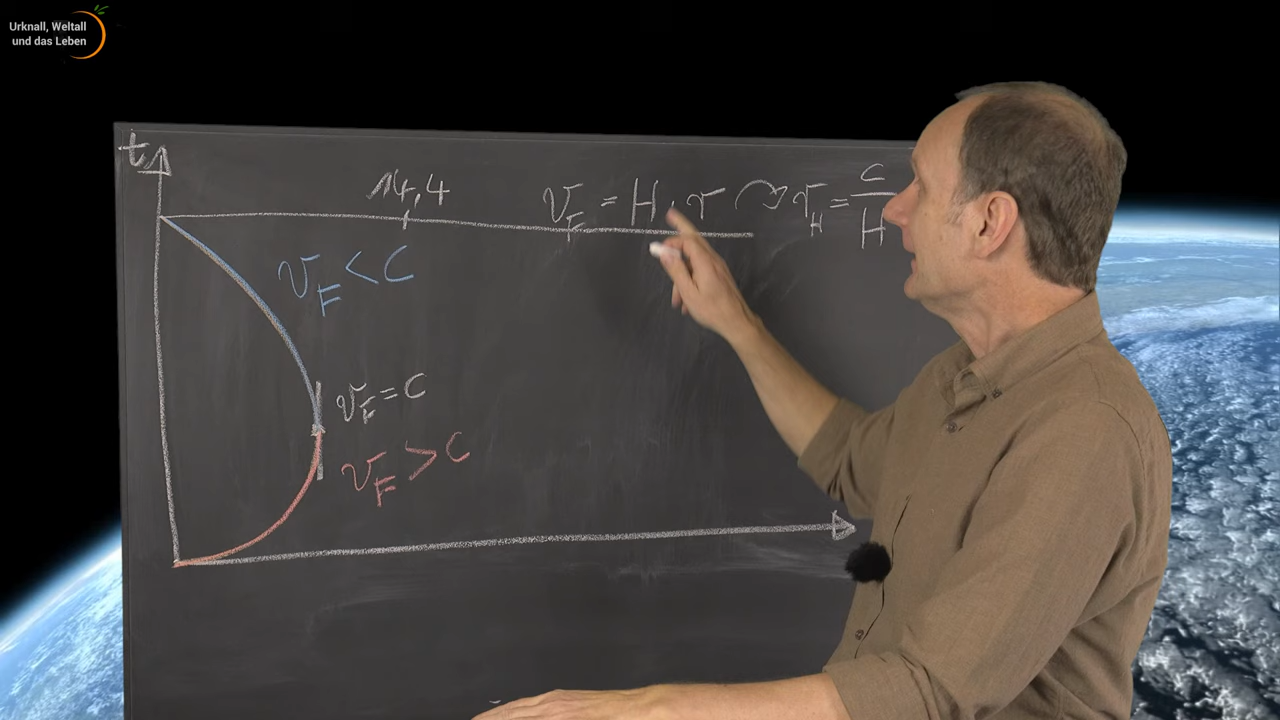 Urknall, Weltall
und das Leben
t
14,4
v_F = H · r ↷ r_H = c/H
v_F < c
v_F = c
v_F > c